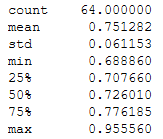 count 64.000000
mean 0.751282
std 0.061153
min 0.688860
25% 0.707660
50% 0.726010
75% 0.776185
max 0.955560